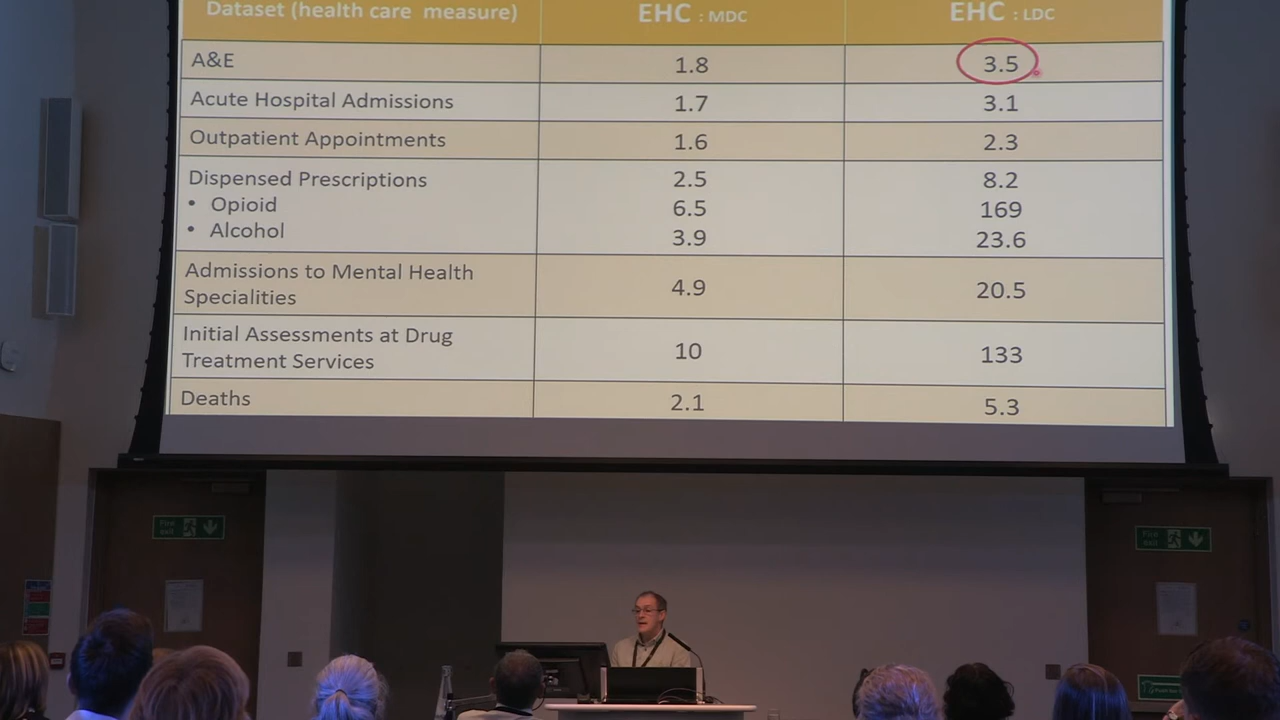 Dataset (health care measure)
EHC : MDC
EHC : LDC
A&E
1.8
3.5
Acute Hospital Admissions
1.7
3.1
Outpatient Appointments
1.6
2.3
Dispensed Prescriptions
2.5
8.2
• Opioid
6.5
169
• Alcohol
3.9
23.6
Admissions to Mental Health
Specialities
4.9
20.5
Initial Assessments at Drug
Treatment Services
10
133
Deaths
2.1
5.3
Fire
exit
Fire
exit